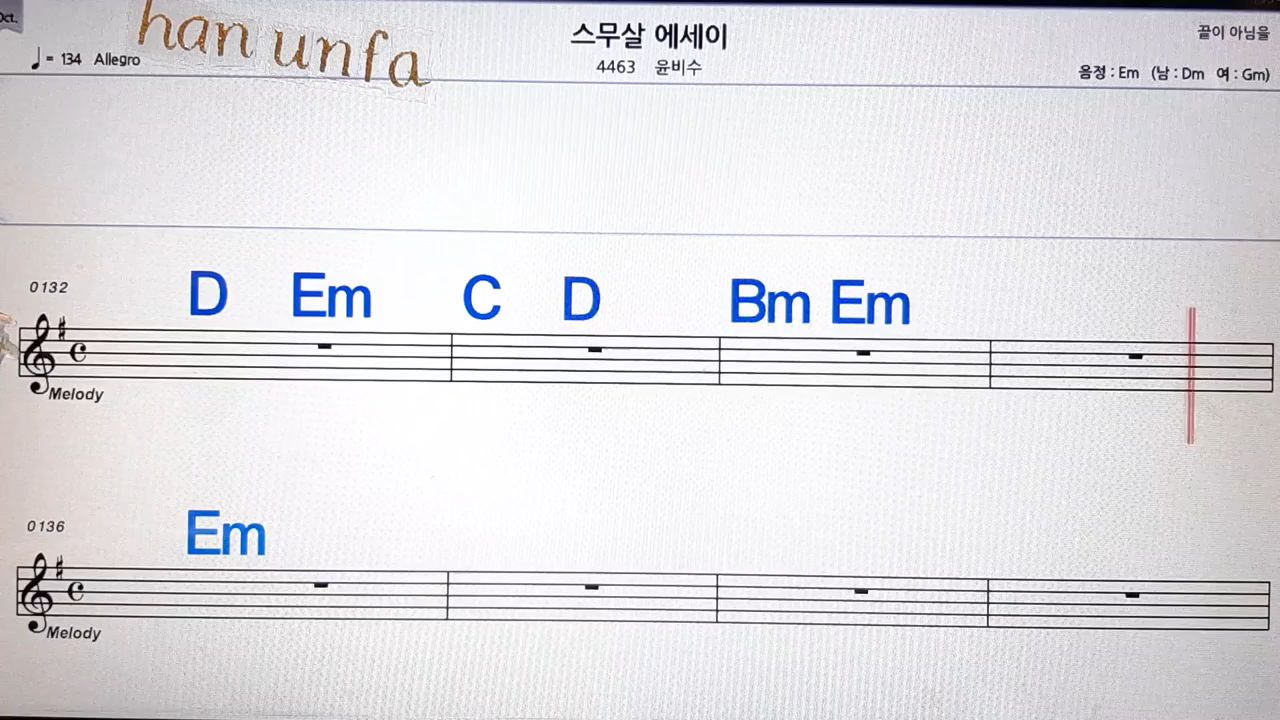 Oct.
han unfa
스무살 에세이
끝이 아님을
♩ = 134 Allegro
4463 윤비수
음정 : Em (남 : Dm 여 : Gm)
0132
D Em C D Bm Em
Melody
0136
Em
Melody